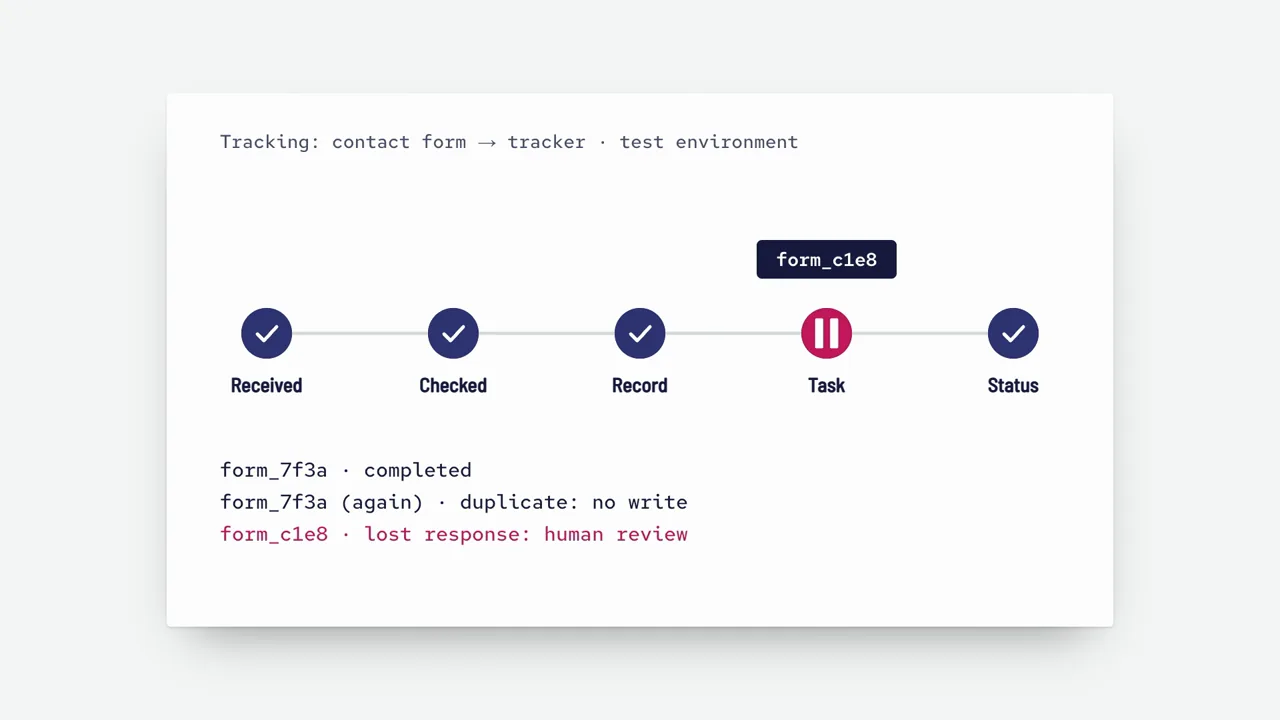 Tracking: contact form → tracker · test environment
form_c1e8
Received
Checked
Record
Task
Status
form_7f3a · completed
form_7f3a (again) · duplicate: no write
form_c1e8 · lost response: human review